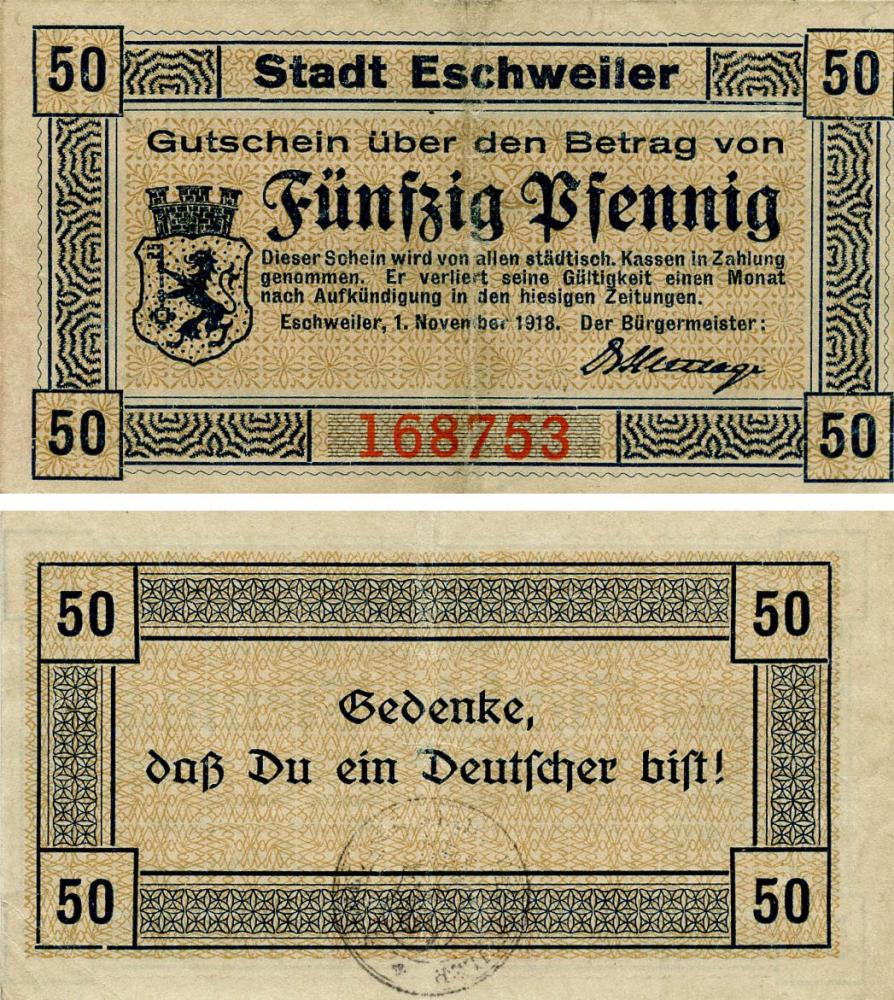 50 Stadt Eschweiler 50
Gutschein über den Betrag von
Fünfzig Pfennig
Dieser Schein wird von allen städtisch. Kassen in Zahlung
genommen. Er verliert seine Gültigkeit einen Monat
nach Aufkündigung in den hiesigen Zeitungen.
Eschweiler, 1. November 1918. Der Bürgermeister:
50 168753 50
50 50
Gedenke,
daß Du ein Deutscher bist!
50 50